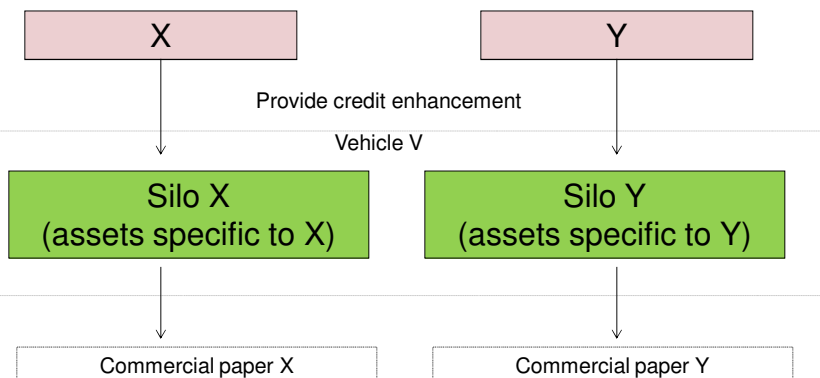 X
Y
Provide credit enhancement
Vehicle V
Silo X
(assets specific to X)
Silo Y
(assets specific to Y)
Commercial paper X
Commercial paper Y